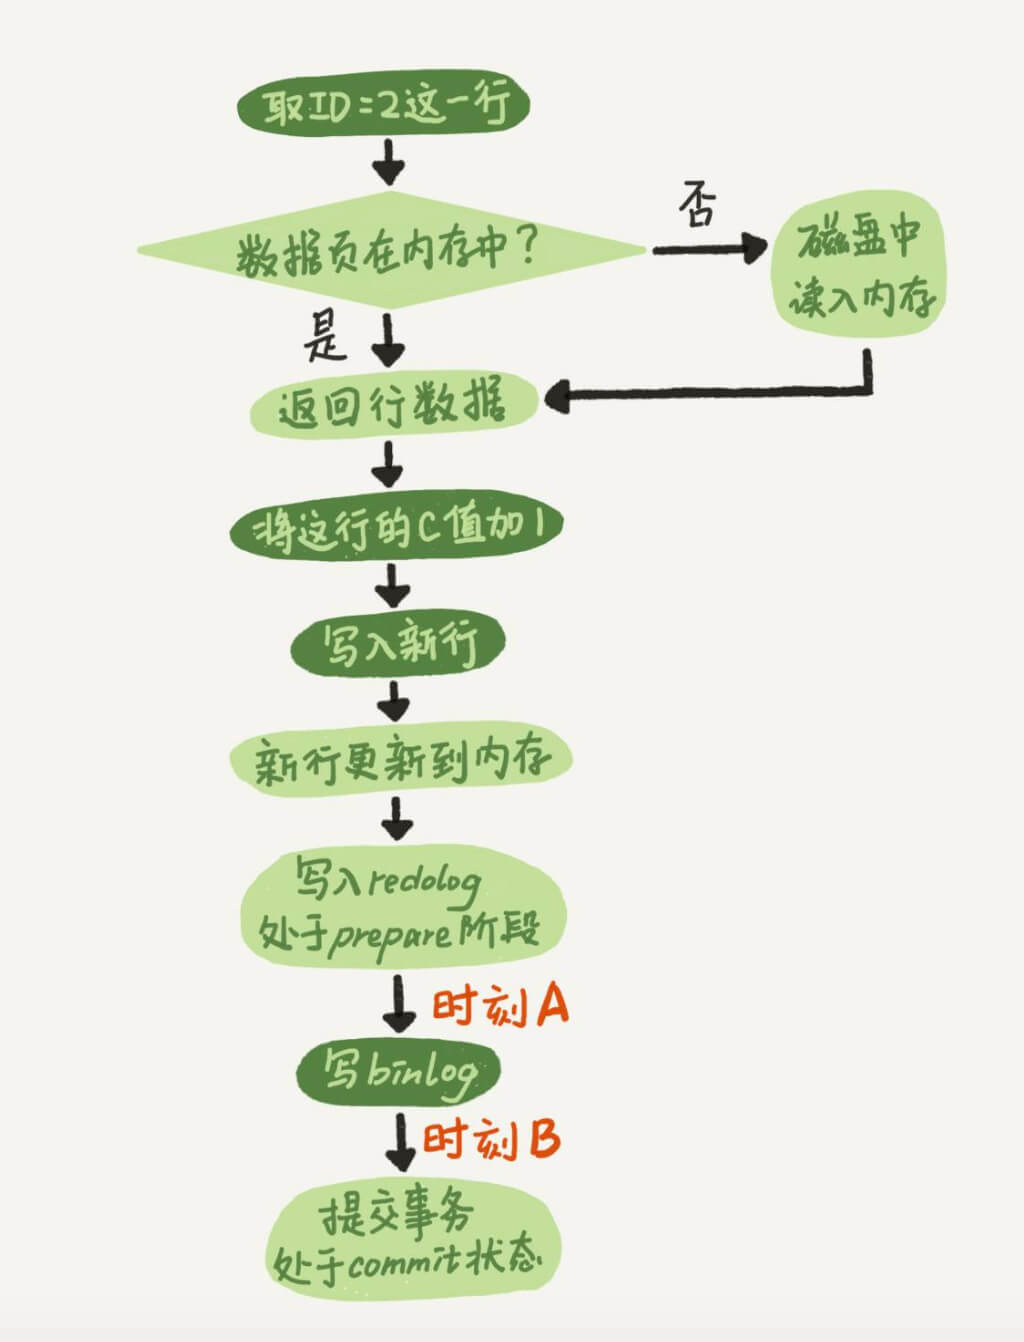 取ID=2这一行
数据页在内存中?
否
磁盘中
读入内存
是
返回行数据
将这行的C值加1
写入新行
新行更新到内存
写入redolog
处于prepare阶段
时刻A
写binlog
时刻B
提交事务
处于commit状态